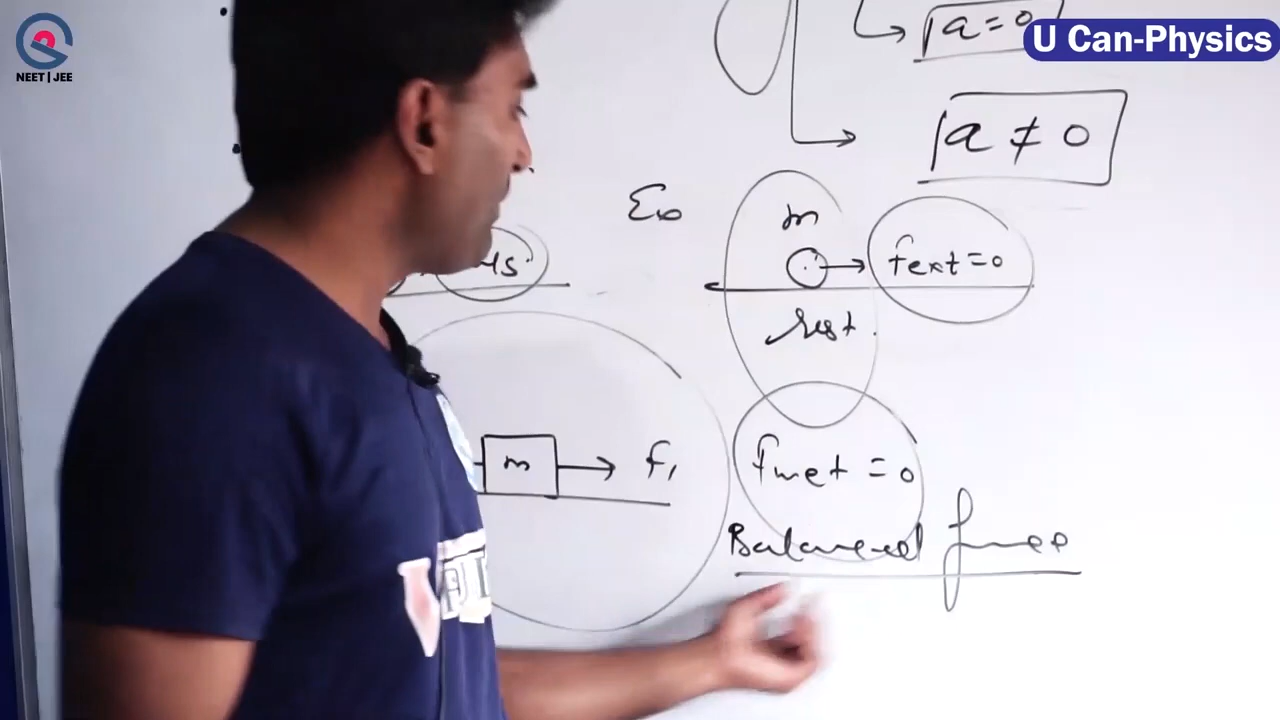 NEET | JEE
U Can-Physics
a = 0
a ≠ 0
Ex
m
fext = 0
rest.
m
f1
fnet = 0
Balanced force